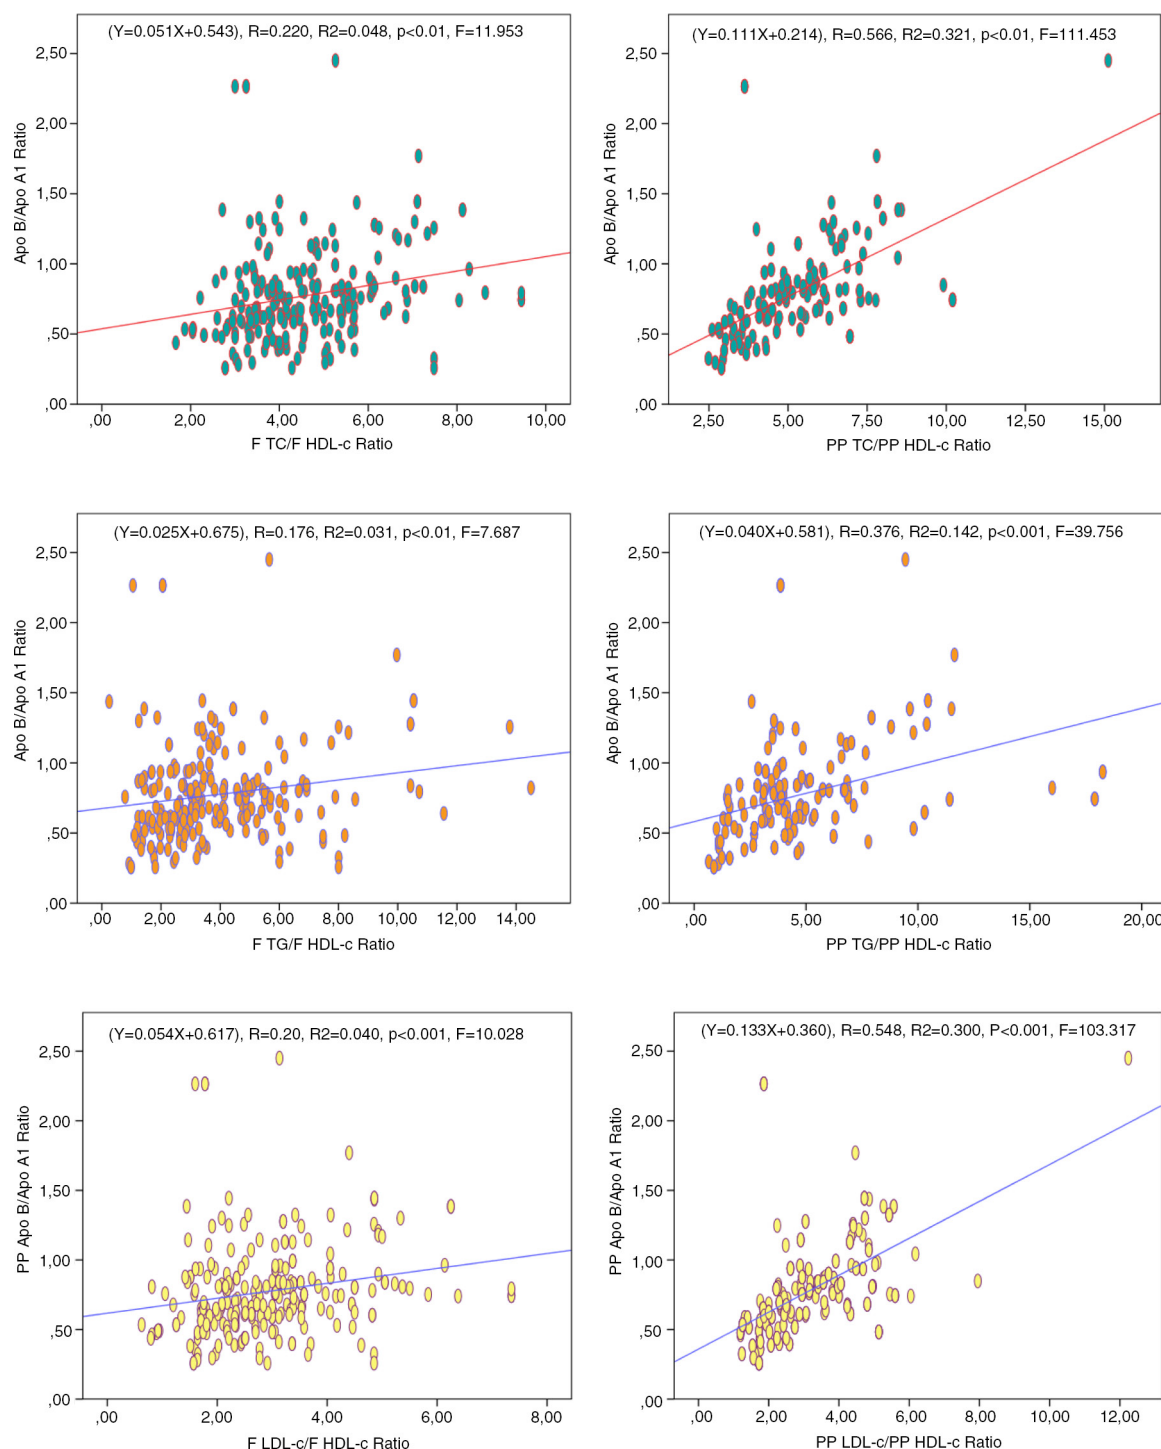 (Y=0.051X+0.543), R=0.220, R2=0.048, p<0.01, F=11.953
2,50
2,00
1,50
1,00
,50
,00
Apo B/Apo A1 Ratio
,00 2,00 4,00 6,00 8,00 10,00
F TC/F HDL-c Ratio
(Y=0.111X+0.214), R=0.566, R2=0.321, p<0.01, F=111.453
2,50
2,00
1,50
1,00
,50
,00
Apo B/Apo A1 Ratio
2,50 5,00 7,50 10,00 12,50 15,00
PP TC/PP HDL-c Ratio
(Y=0.025X+0.675), R=0.176, R2=0.031, p<0.01, F=7.687
2,50
2,00
1,50
1,00
,50
,00
Apo B/Apo A1 Ratio
,00 2,00 4,00 6,00 8,00 10,00 12,00 14,00
F TG/F HDL-c Ratio
(Y=0.040X+0.581), R=0.376, R2=0.142, p<0.001, F=39.756
2,50
2,00
1,50
1,00
,50
,00
Apo B/Apo A1 Ratio
,00 5,00 10,00 15,00 20,00
PP TG/PP HDL-c Ratio
(Y=0.054X+0.617), R=0.20, R2=0.040, p<0.001, F=10.028
2,50
2,00
1,50
1,00
,50
,00
PP Apo B/Apo A1 Ratio
,00 2,00 4,00 6,00 8,00
F LDL-c/F HDL-c Ratio
(Y=0.133X+0.360), R=0.548, R2=0.300, P<0.001, F=103.317
2,50
2,00
1,50
1,00
,50
,00
PP Apo B/Apo A1 Ratio
,00 2,00 4,00 6,00 8,00 10,00 12,00
PP LDL-c/PP HDL-c Ratio